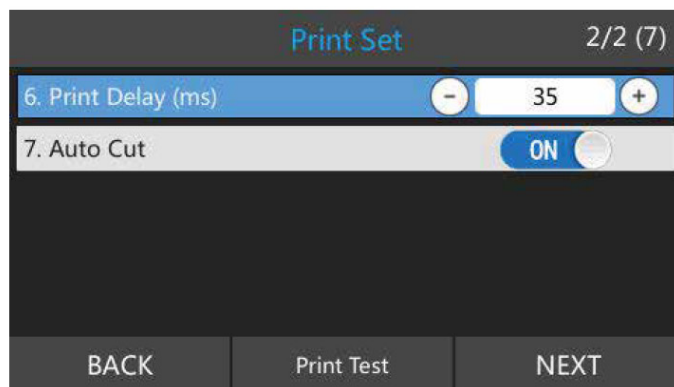 Print Set 2/2 (7)
6. Print Delay (ms) - 35 +
7. Auto Cut ON
BACK Print Test NEXT